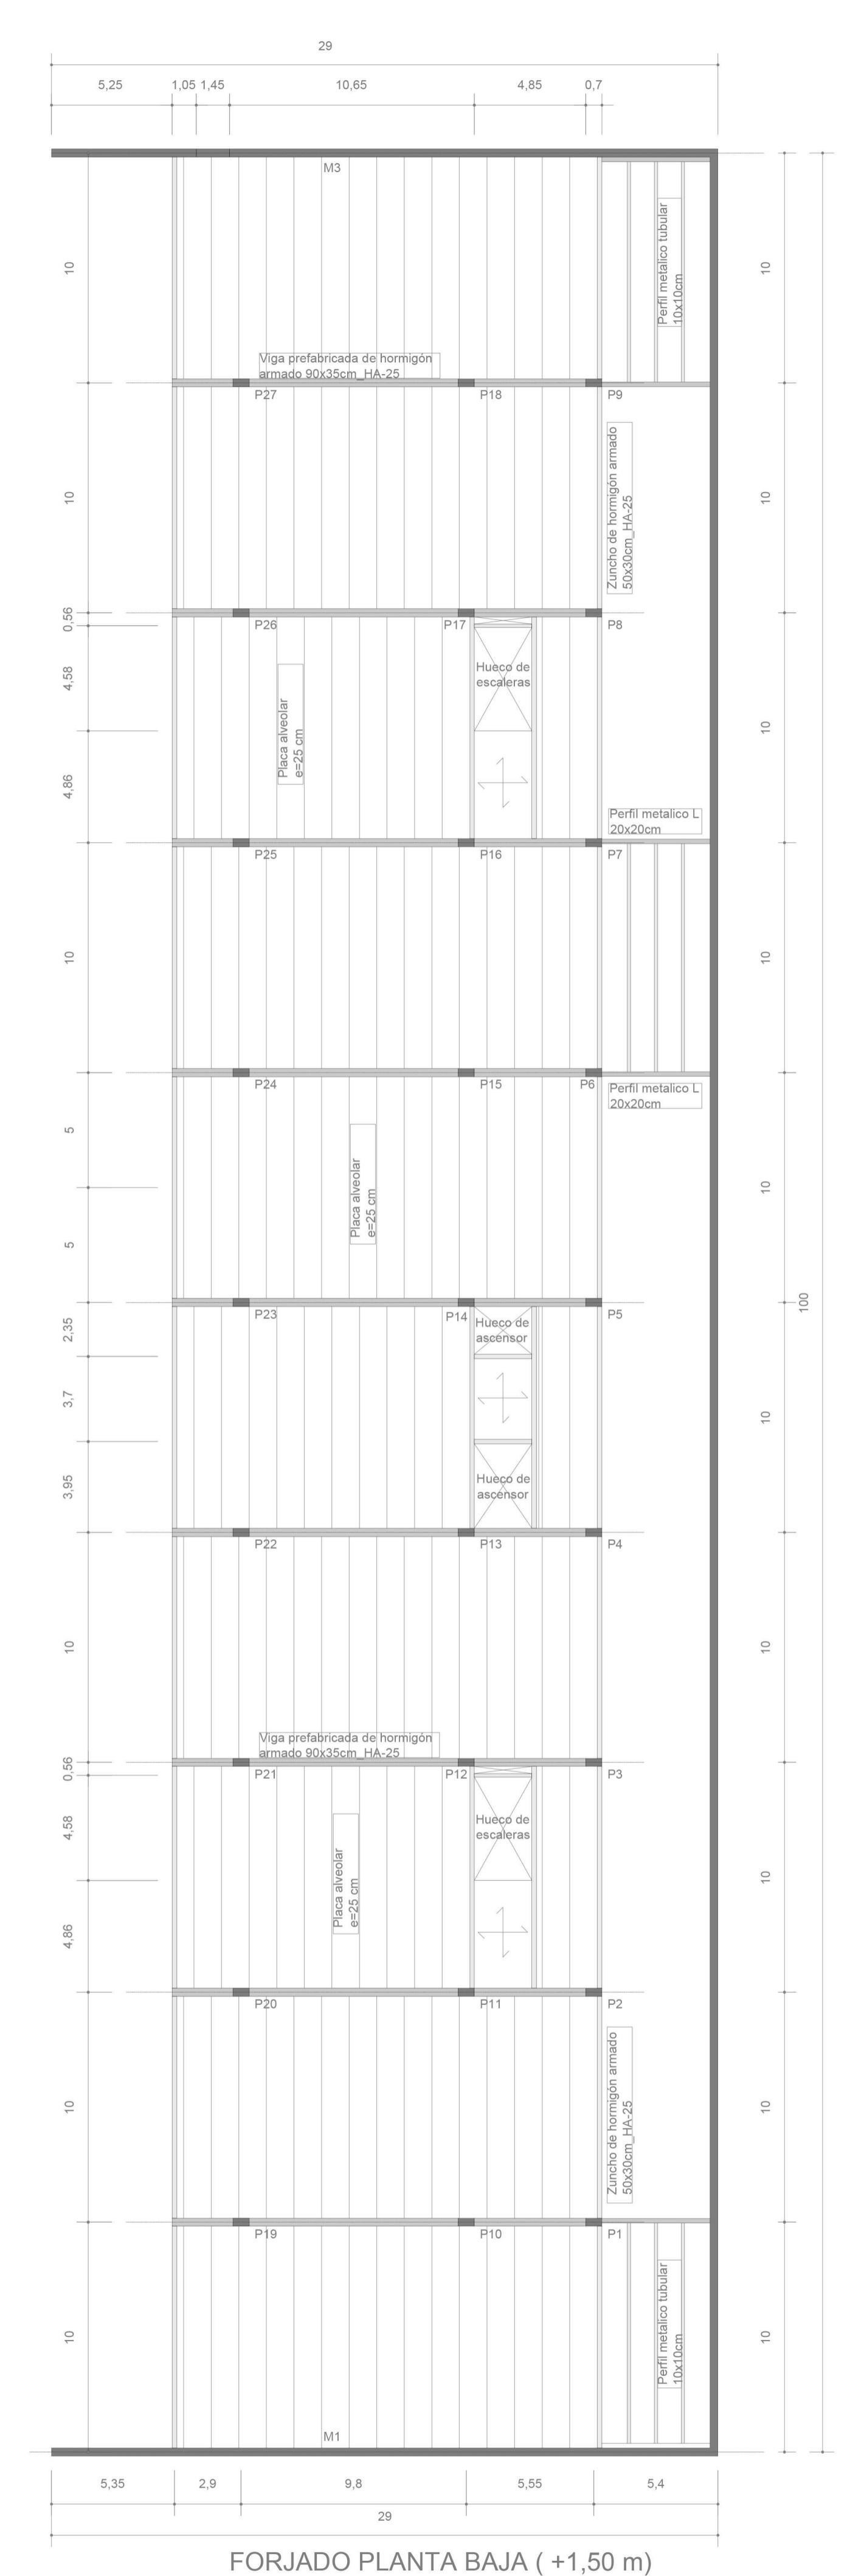 29
5,25 1,05 1,45 10,65 4,85 0,7
M3
10
Perfil metalico tubular
10x10cm
10
Viga prefabricada de hormigón
armado 90x35cm_HA-25
P27 P18 P9
10
Zuncho de hormigón armado
50x30cm_HA-25
10
0,56
P26 P17 P8
4,58
Hueco de
escaleras
Placa alveolar
e=25 cm
10
4,86
Perfil metalico L
20x20cm
P25 P16 P7
10
10
P24 P15 P6
Perfil metalico L
20x20cm
5
Placa alveolar
e=25 cm
10
5
100
P23 P14 P5
2,35
Hueco de
ascensor
3,7
10
3,95
Hueco de
ascensor
P22 P13 P4
10
10
Viga prefabricada de hormigón
armado 90x35cm_HA-25
0,56
P21 P12 P3
4,58
Hueco de
escaleras
Placa alveolar
e=25 cm
10
4,86
P20 P11 P2
10
Zuncho de hormigón armado
50x30cm_HA-25
10
P19 P10 P1
10
Perfil metalico tubular
10x10cm
10
M1
5,35 2,9 9,8 5,55 5,4
29
FORJADO PLANTA BAJA ( +1,50 m)